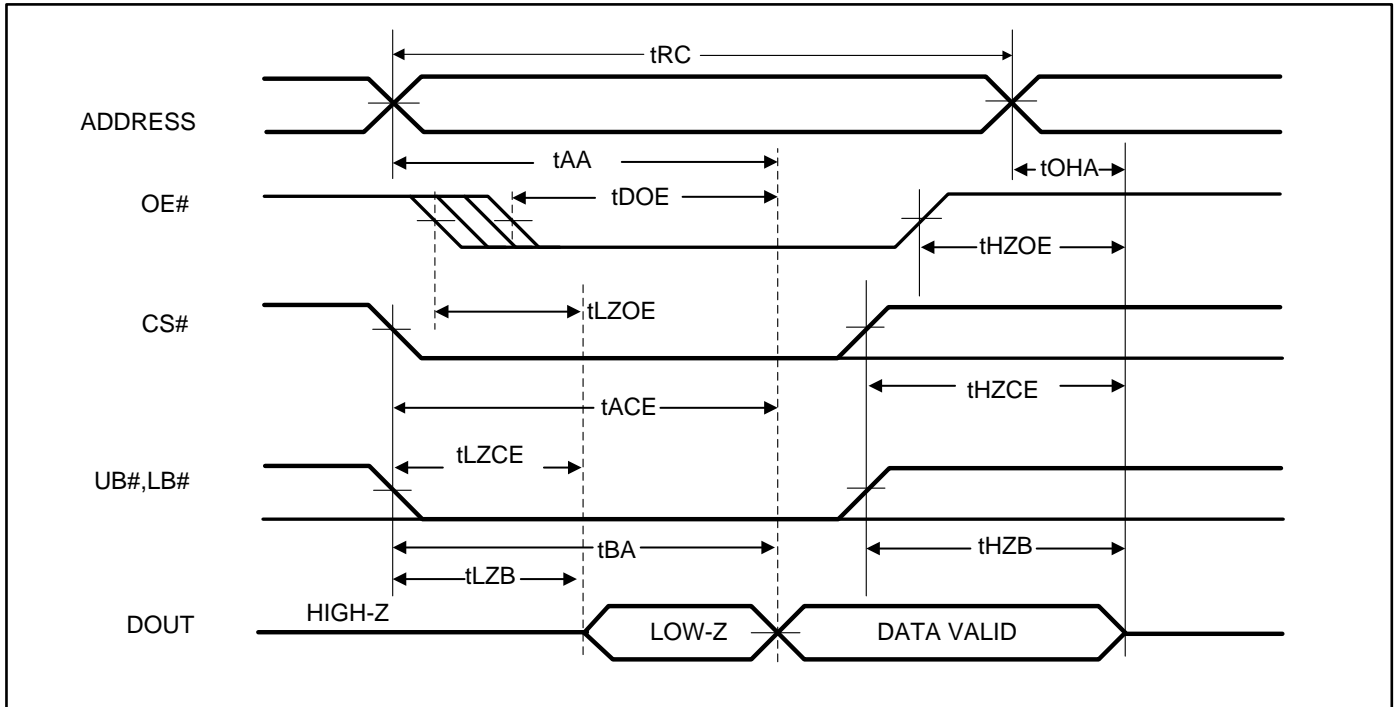 tRC
ADDRESS
tAA
tOHA
OE#
tDOE
tHZOE
tLZOE
CS#
tHZCE
tACE
tLZCE
UB#,LB#
tBA
tHZB
tLZB
HIGH-Z
DOUT
LOW-Z
DATA VALID